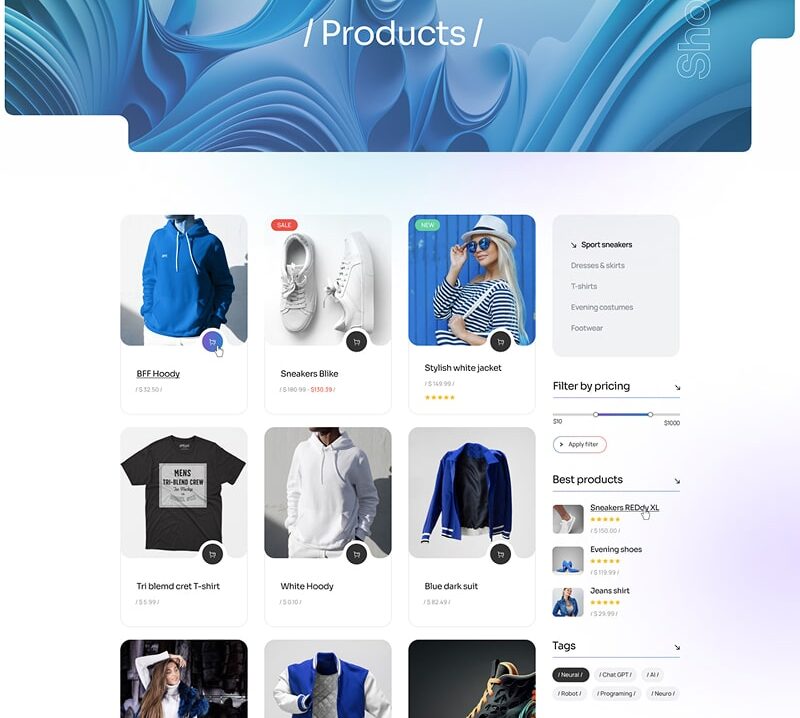 / Products /
Sho
SALE
NEW
BFF
BFF Hoody
/ $ 32.50 /
Sneakers Blike
/ $ 180.99 - $130.39 /
Stylish white jacket
/ $ 149.99 /
MENS
TRI-BLEND CREW
Tri blemd cret T-shirt
/ $ 5.99 /
White Hoody
/ $ 0.10 /
Blue dark suit
/ $ 82.49 /
Sport sneakers
Dresses & skirts
T-shirts
Evening costumes
Footwear
Filter by pricing
$10
$1000
Apply filter
Best products
Sneakers REDdy XL
/ $ 150.00 /
Evening shoes
/ $ 119.99 /
Jeans shirt
/ $ 29.99 /
Tags
/ Neural /
/ Chat GPT /
/ AI /
/ Robot /
/ Programing /
/ Neuro /